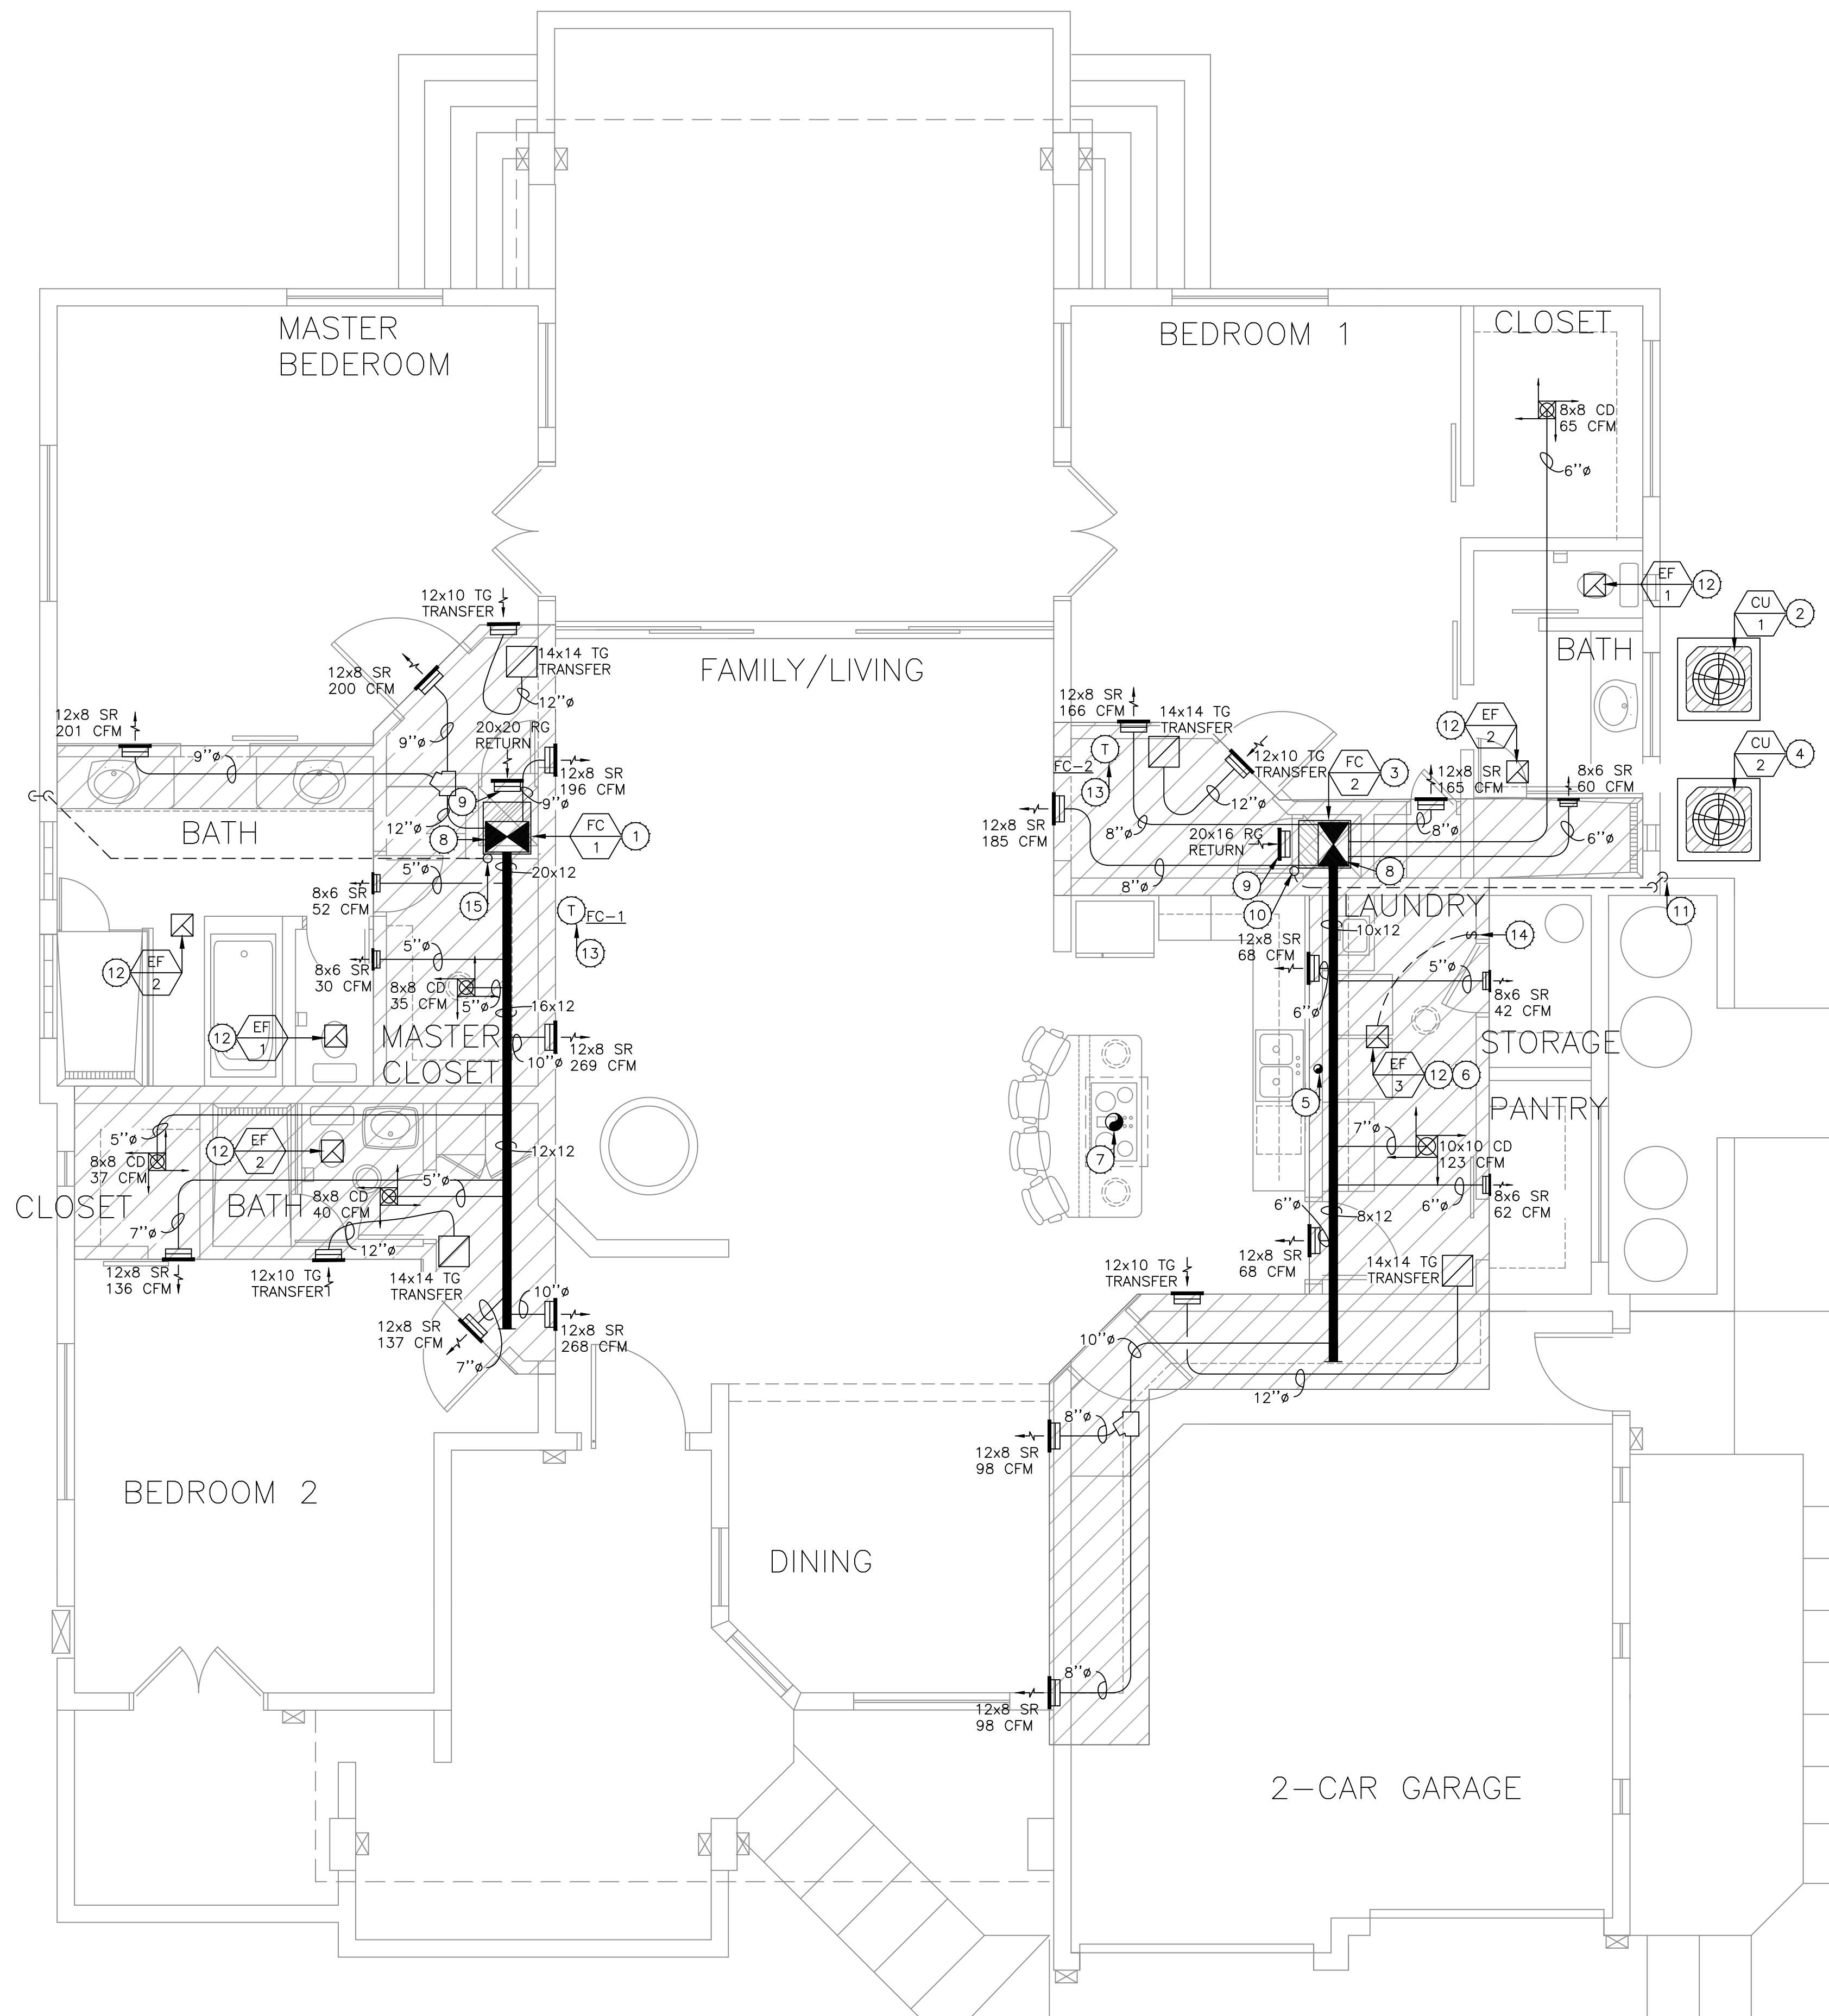 MASTER
BEDEROOM
BEDROOM 1
CLOSET
8x8 CD
65 CFM
6''ø
EF
1
12
CU
1
2
BATH
12x10 TG
TRANSFER
14x14 TG
TRANSFER
12''ø
FAMILY/LIVING
12x8 SR
200 CFM
12x8 SR
201 CFM
9''ø
9''ø
20x20 RG
RETURN
12x8 SR
196 CFM
9''ø
9
12''ø
8
FC
1
1
BATH
12x8 SR
166 CFM
14x14 TG
TRANSFER
T
FC-2
13
12x10 TG
TRANSFER
12''ø
FC
2
3
EF
2
12
12x8 SR
165 CFM
8''ø
8x6 SR
60 CFM
6''ø
CU
2
4
12x8 SR
185 CFM
8''ø
8''ø
20x16 RG
RETURN
9
10
8
11
5''ø
8x6 SR
52 CFM
20x12
15
T
FC-1
13
EF
2
12
5''ø
8x6 SR
30 CFM
8x8 CD
35 CFM
5''ø
16x12
MASTER
CLOSET
EF
1
12
10''ø
12x8 SR
269 CFM
LAUNDRY
10x12
12x8 SR
68 CFM
6''ø
14
5''ø
8x6 SR
42 CFM
STORAGE
EF
3
12
6
5
PANTRY
7
7''ø
10x10 CD
123 CFM
6''ø
8x6 SR
62 CFM
8x12
6''ø
12x8 SR
68 CFM
14x14 TG
TRANSFER
5''ø
8x8 CD
37 CFM
CLOSET
EF
2
12
BATH
8x8 CD
40 CFM
5''ø
12x12
7''ø
12''ø
12x8 SR
136 CFM
12x10 TG
TRANSFER
14x14 TG
TRANSFER
12x8 SR
137 CFM
7''ø
10''ø
12x8 SR
268 CFM
12x10 TG
TRANSFER
10''ø
12''ø
8''ø
12x8 SR
98 CFM
BEDROOM 2
DINING
8''ø
12x8 SR
98 CFM
2-CAR GARAGE